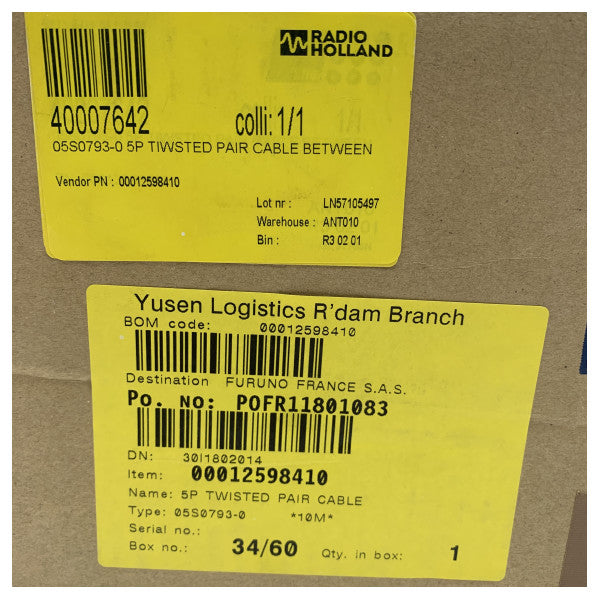 RADIO
HOLLAND
40007642 colli: 1/1
05S0793-0 5P TIWSTED PAIR CABLE BETWEEN
Vendor PN : 00012598410
Lot nr : LN57105497
Warehouse : ANT010
Bin : R3 02 01
Yusen Logistics R'dam Branch
BOM code: 00012598410
Destination FURUNO FRANCE S.A.S.
Po. no: POFR11801083
DN: 30I1802014
Item: 00012598410
Name: 5P TWISTED PAIR CABLE
Type: 05S0793-0 *10M*
Serial no.:
Box no.: 34/60 Qty. in box: 1